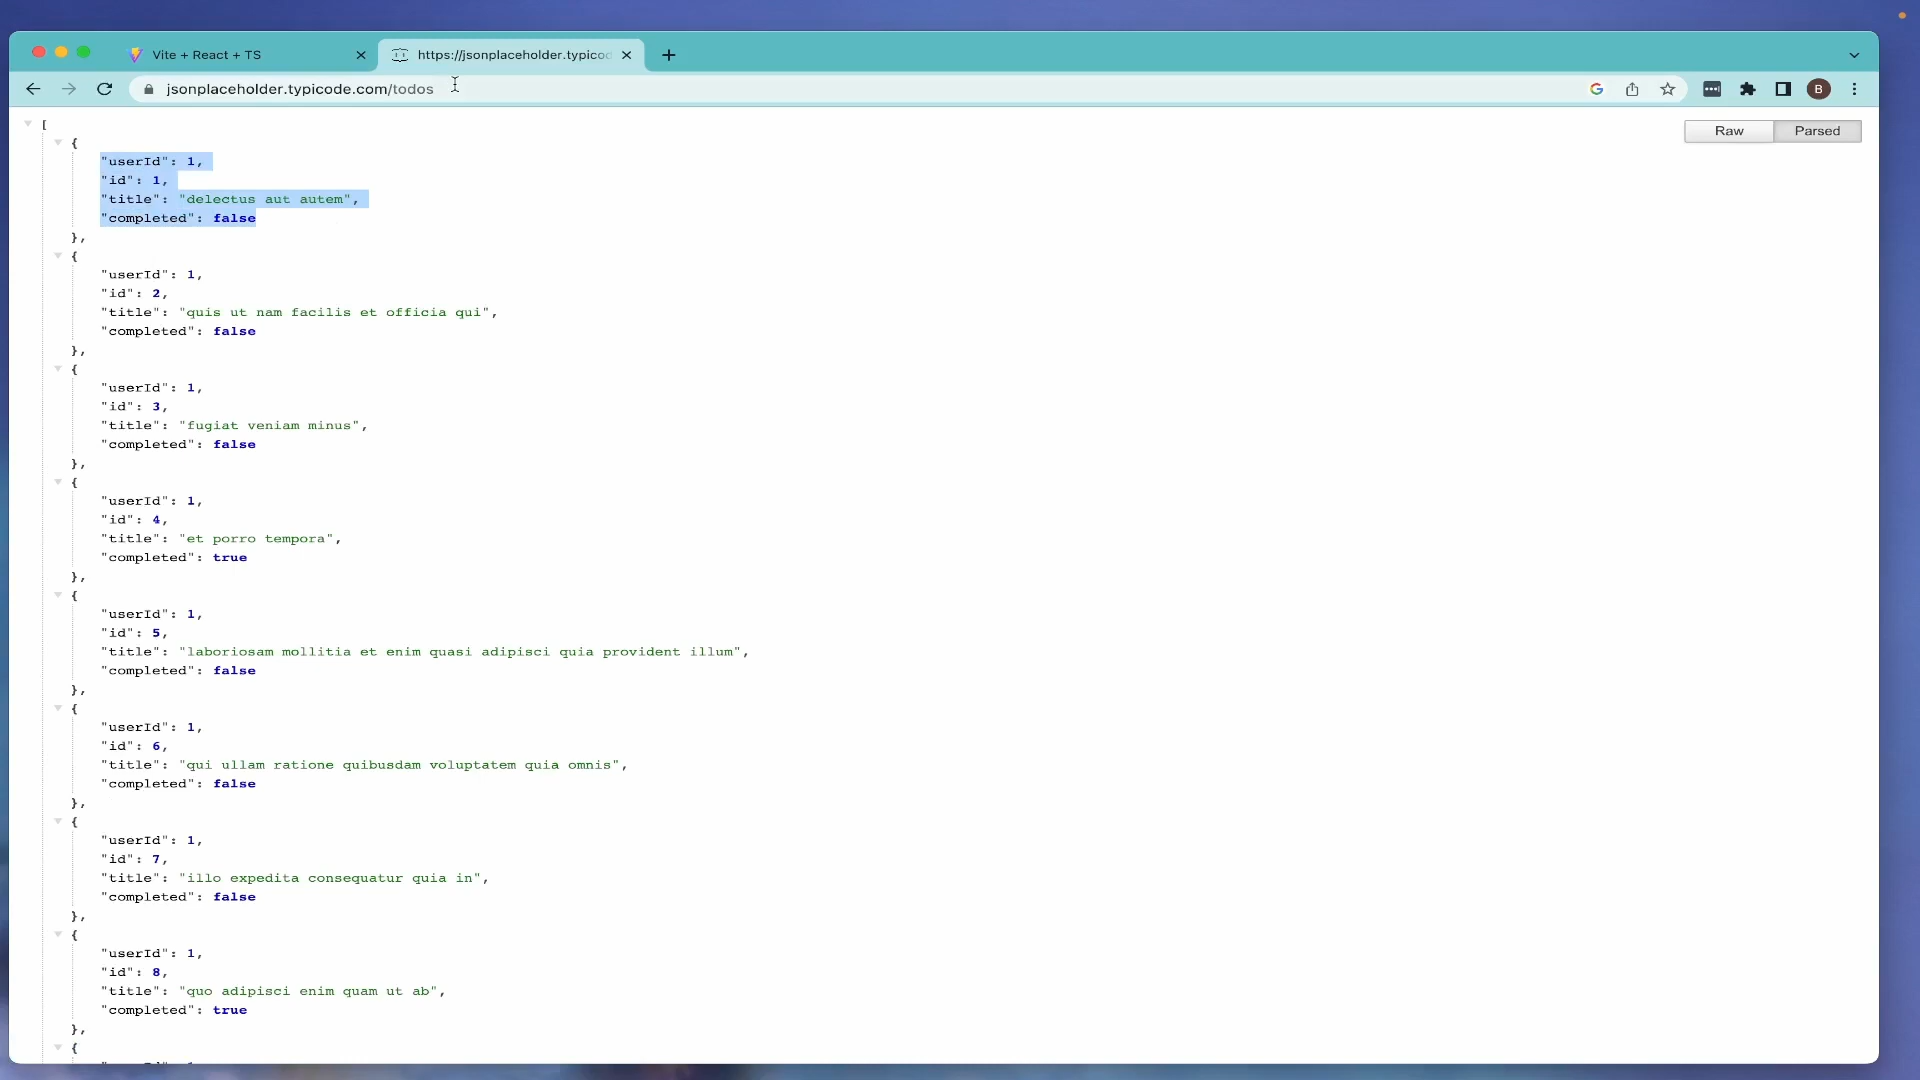 Vite + React + TS
https://jsonplaceholder.typico
jsonplaceholder.typicode.com/todos
B
Raw
Parsed
[
{
"userId": 1,
"id": 1,
"title": "delectus aut autem",
"completed": false
},
{
"userId": 1,
"id": 2,
"title": "quis ut nam facilis et officia qui",
"completed": false
},
{
"userId": 1,
"id": 3,
"title": "fugiat veniam minus",
"completed": false
},
{
"userId": 1,
"id": 4,
"title": "et porro tempora",
"completed": true
},
{
"userId": 1,
"id": 5,
"title": "laboriosam mollitia et enim quasi adipisci quia provident illum",
"completed": false
},
{
"userId": 1,
"id": 6,
"title": "qui ullam ratione quibusdam voluptatem quia omnis",
"completed": false
},
{
"userId": 1,
"id": 7,
"title": "illo expedita consequatur quia in",
"completed": false
},
{
"userId": 1,
"id": 8,
"title": "quo adipisci enim quam ut ab",
"completed": true
},
{